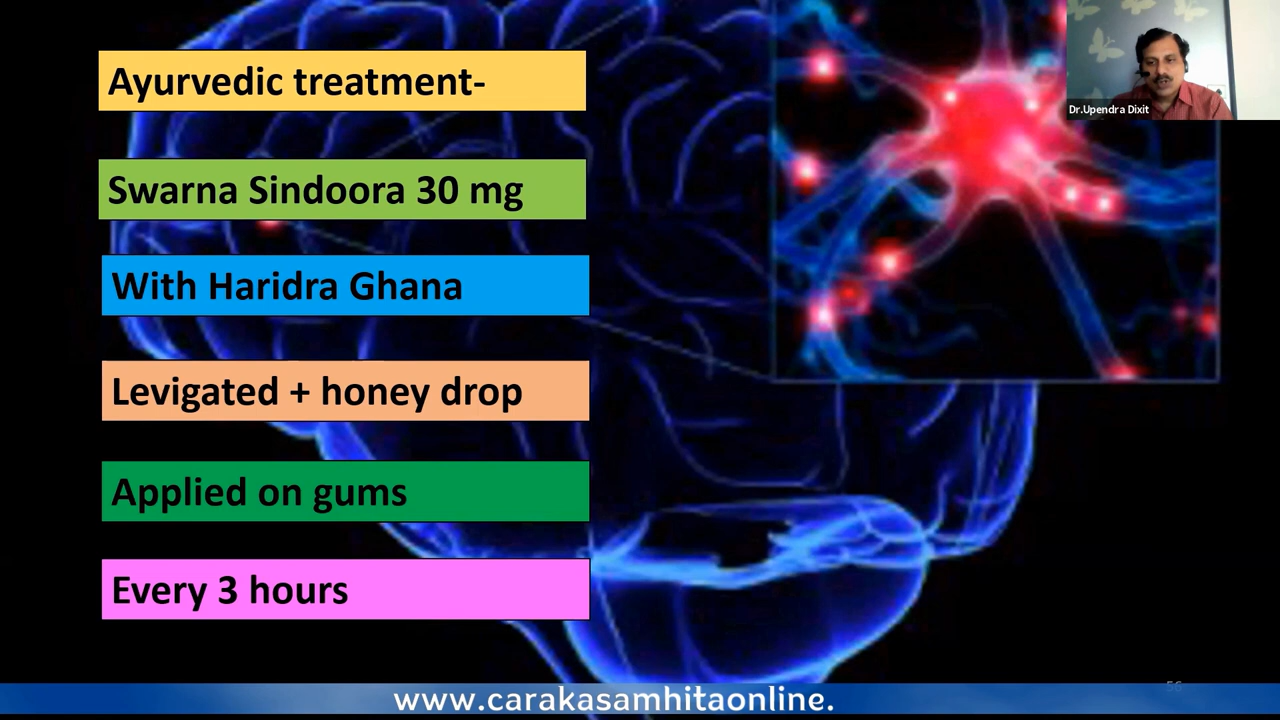 Ayurvedic treatment-
Dr.Upendra Dixit
Swarna Sindoora 30 mg
With Haridra Ghana
Levigated + honey drop
Applied on gums
Every 3 hours
56
www.carakasamhitaonline.